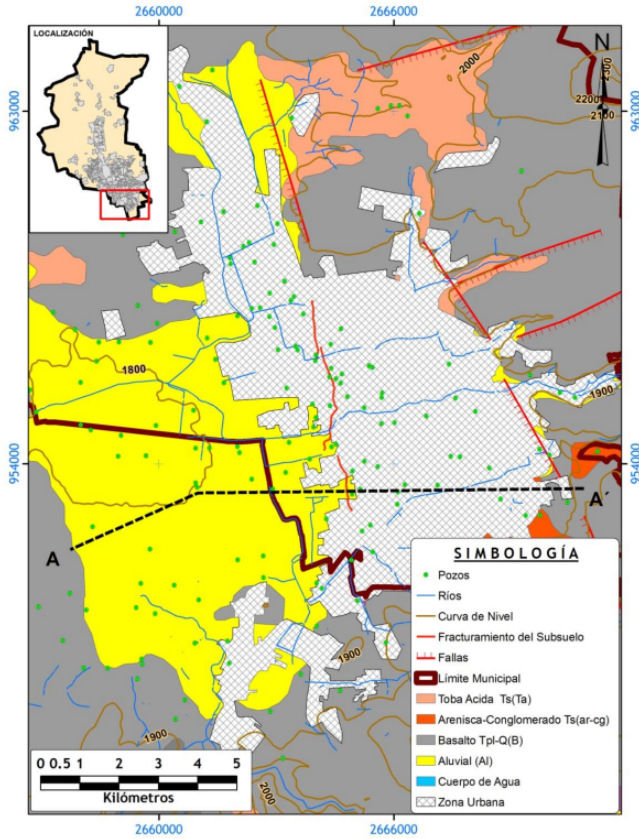 2660000
2666000
LOCALIZACIÓN
N
2000
2300
2200
2100
963000
963000
1800
1900
954000
954000
A
A´
1900
1900
2000
SIMBOLOGÍA
Pozos
Ríos
Curva de Nivel
Fracturamiento del Subsuelo
Fallas
Límite Municipal
Toba Acida Ts(Ta)
Arenisca-Conglomerado Ts(ar-cg)
Basalto Tpl-Q(B)
Aluvial (Al)
Cuerpo de Agua
Zona Urbana
0 0.5 1 2 3 4 5
Kilómetros
2660000
2666000